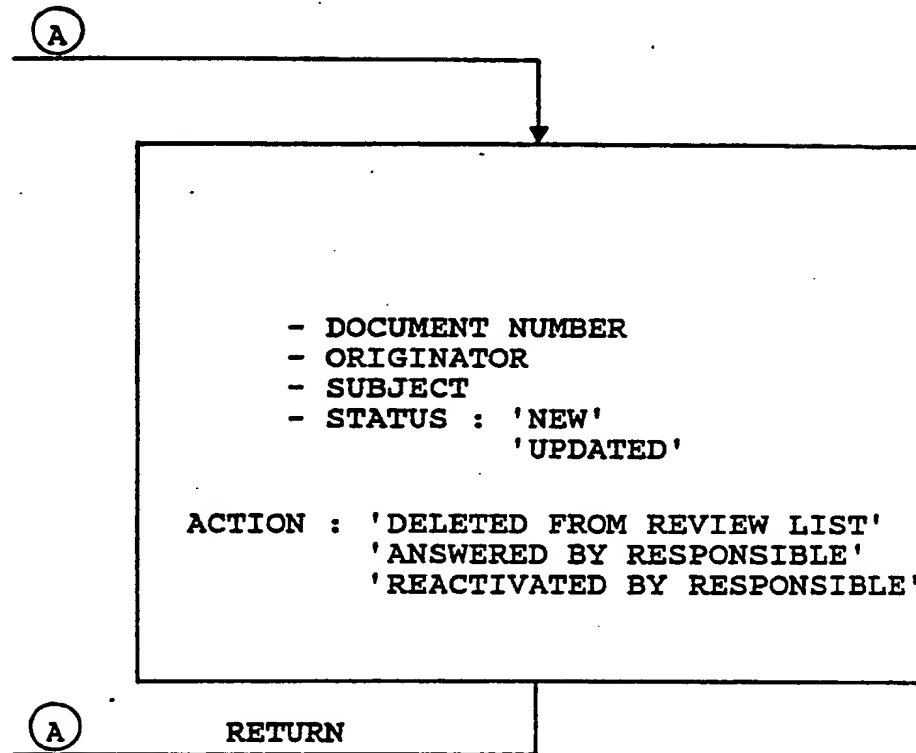 A
- DOCUMENT NUMBER
- ORIGINATOR
- SUBJECT
- STATUS : 'NEW'
'UPDATED'
ACTION : 'DELETED FROM REVIEW LIST'
'ANSWERED BY RESPONSIBLE'
'REACTIVATED BY RESPONSIBLE'
A RETURN